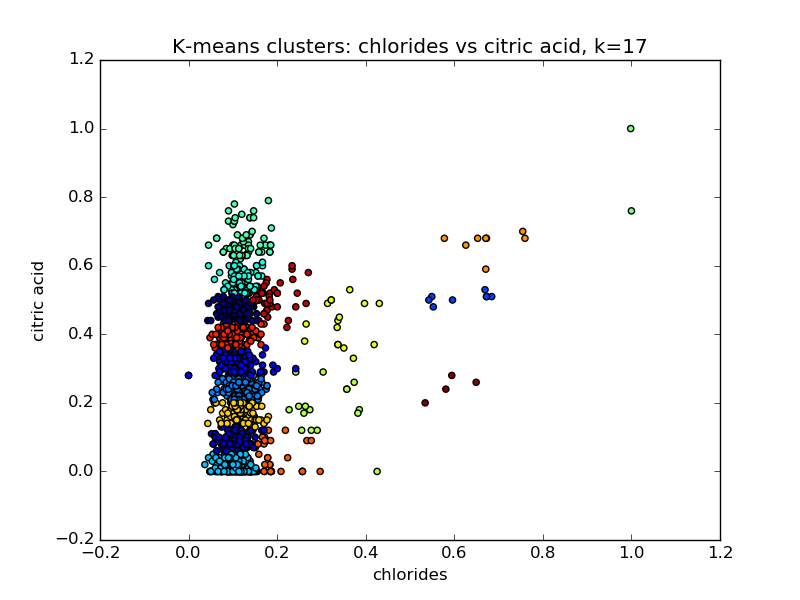 K-means clusters: chlorides vs citric acid, k=17
1.2
1.0
0.8
0.6
0.4
0.2
0.0
−0.2
citric acid
−0.2 0.0 0.2 0.4 0.6 0.8 1.0 1.2
chlorides